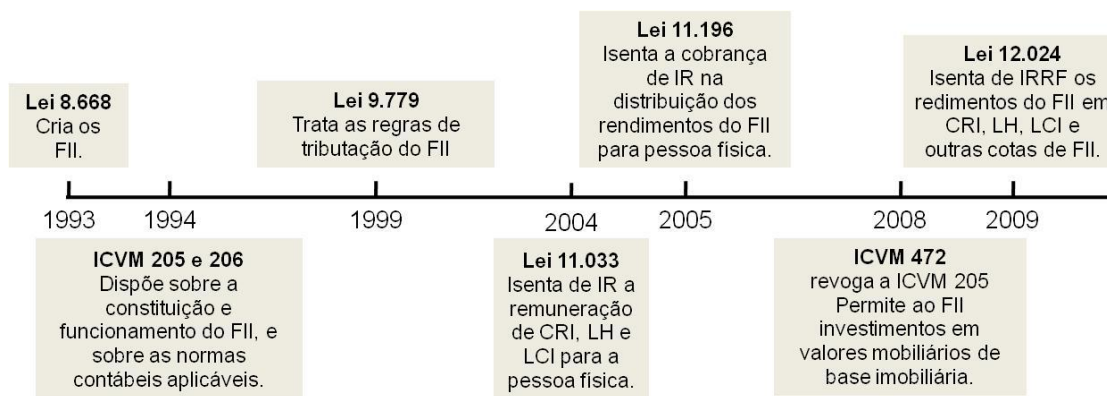 Lei 8.668
Cria os
FII.
Lei 9.779
Trata as regras de
tributação do FII
Lei 11.196
Isenta a cobrança
de IR na
distribuição dos
rendimentos do FII
para pessoa física.
Lei 12.024
Isenta de IRRF os
redimentos do FII em
CRI, LH, LCI e
outras cotas de FII.
1993
1994
1999
2004
2005
2008
2009
ICVM 205 e 206
Dispõe sobre a
constituição e
funcionamento do FII, e
sobre as normas
contábeis aplicáveis.
Lei 11.033
Isenta de IR a
remuneração
de CRI, LH e
LCI para a
pessoa física.
ICVM 472
revoga a ICVM 205
Permite ao FII
investimentos em
valores mobiliários de
base imobiliária.